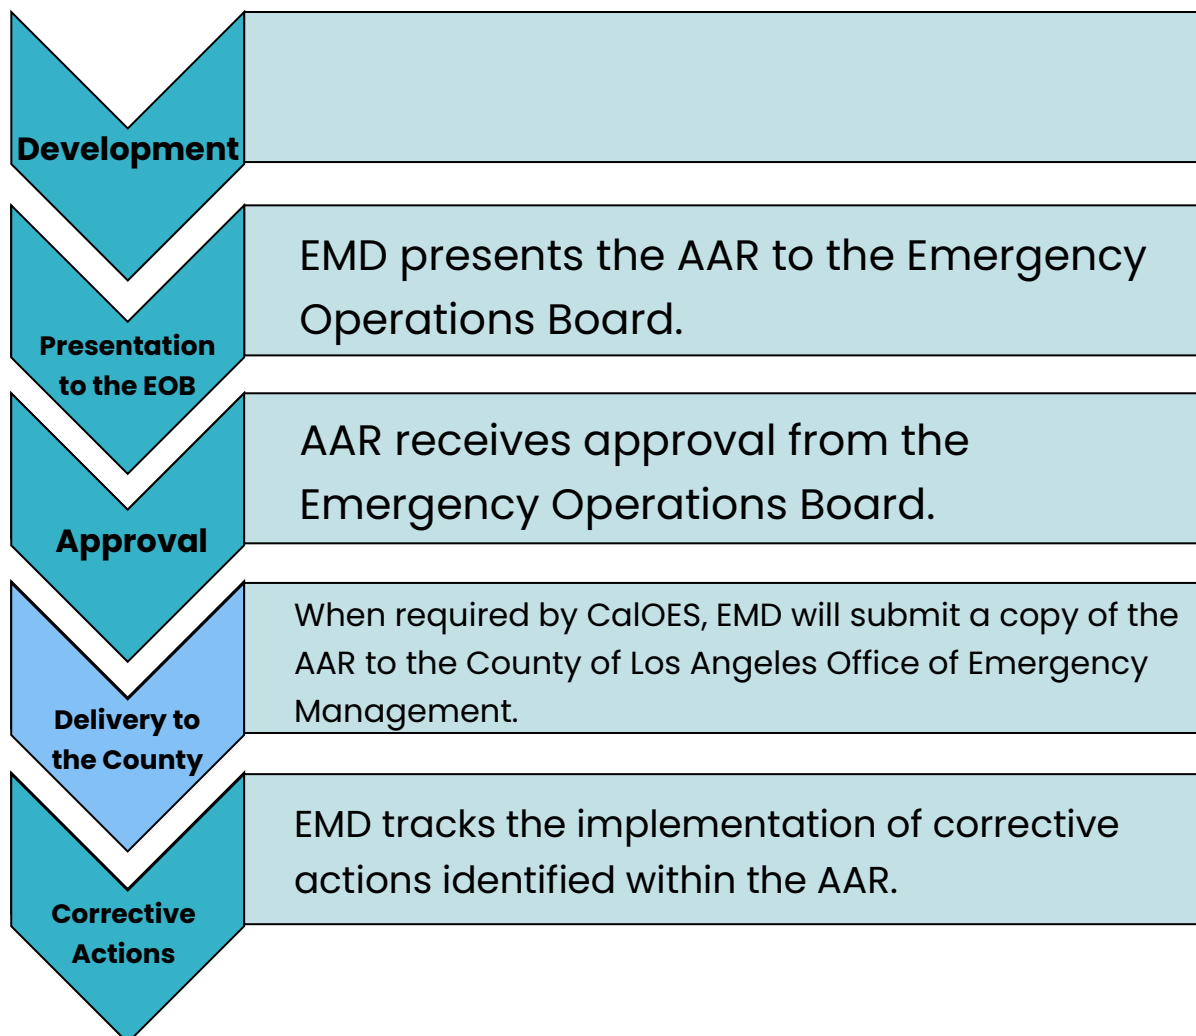 Development
EMD presents the AAR to the Emergency
Operations Board.
Presentation
to the EOB
AAR receives approval from the
Emergency Operations Board.
Approval
When required by CalOES, EMD will submit a copy of the
AAR to the County of Los Angeles Office of Emergency
Management.
Delivery to
the County
EMD tracks the implementation of corrective
actions identified within the AAR.
Corrective
Actions